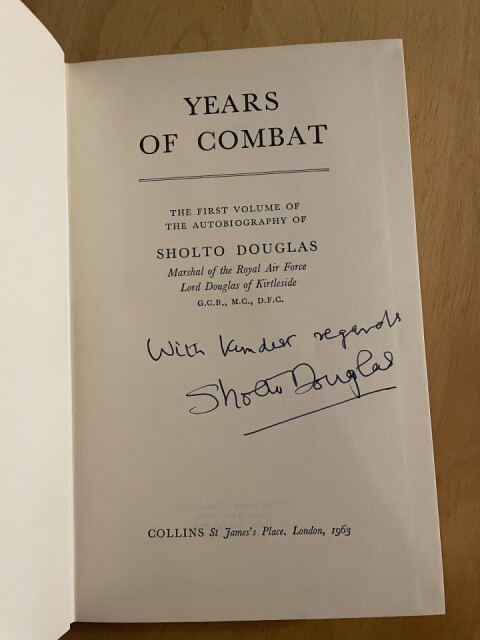 YEARS
OF COMBAT
THE FIRST VOLUME OF
THE AUTOBIOGRAPHY OF
SHOLTO DOUGLAS
Marshal of the Royal Air Force
Lord Douglas of Kirtleside
G.C.B., M.C., D.F.C.
With kindest regards
Sholto Douglas
COLLINS St James's Place, London, 1963